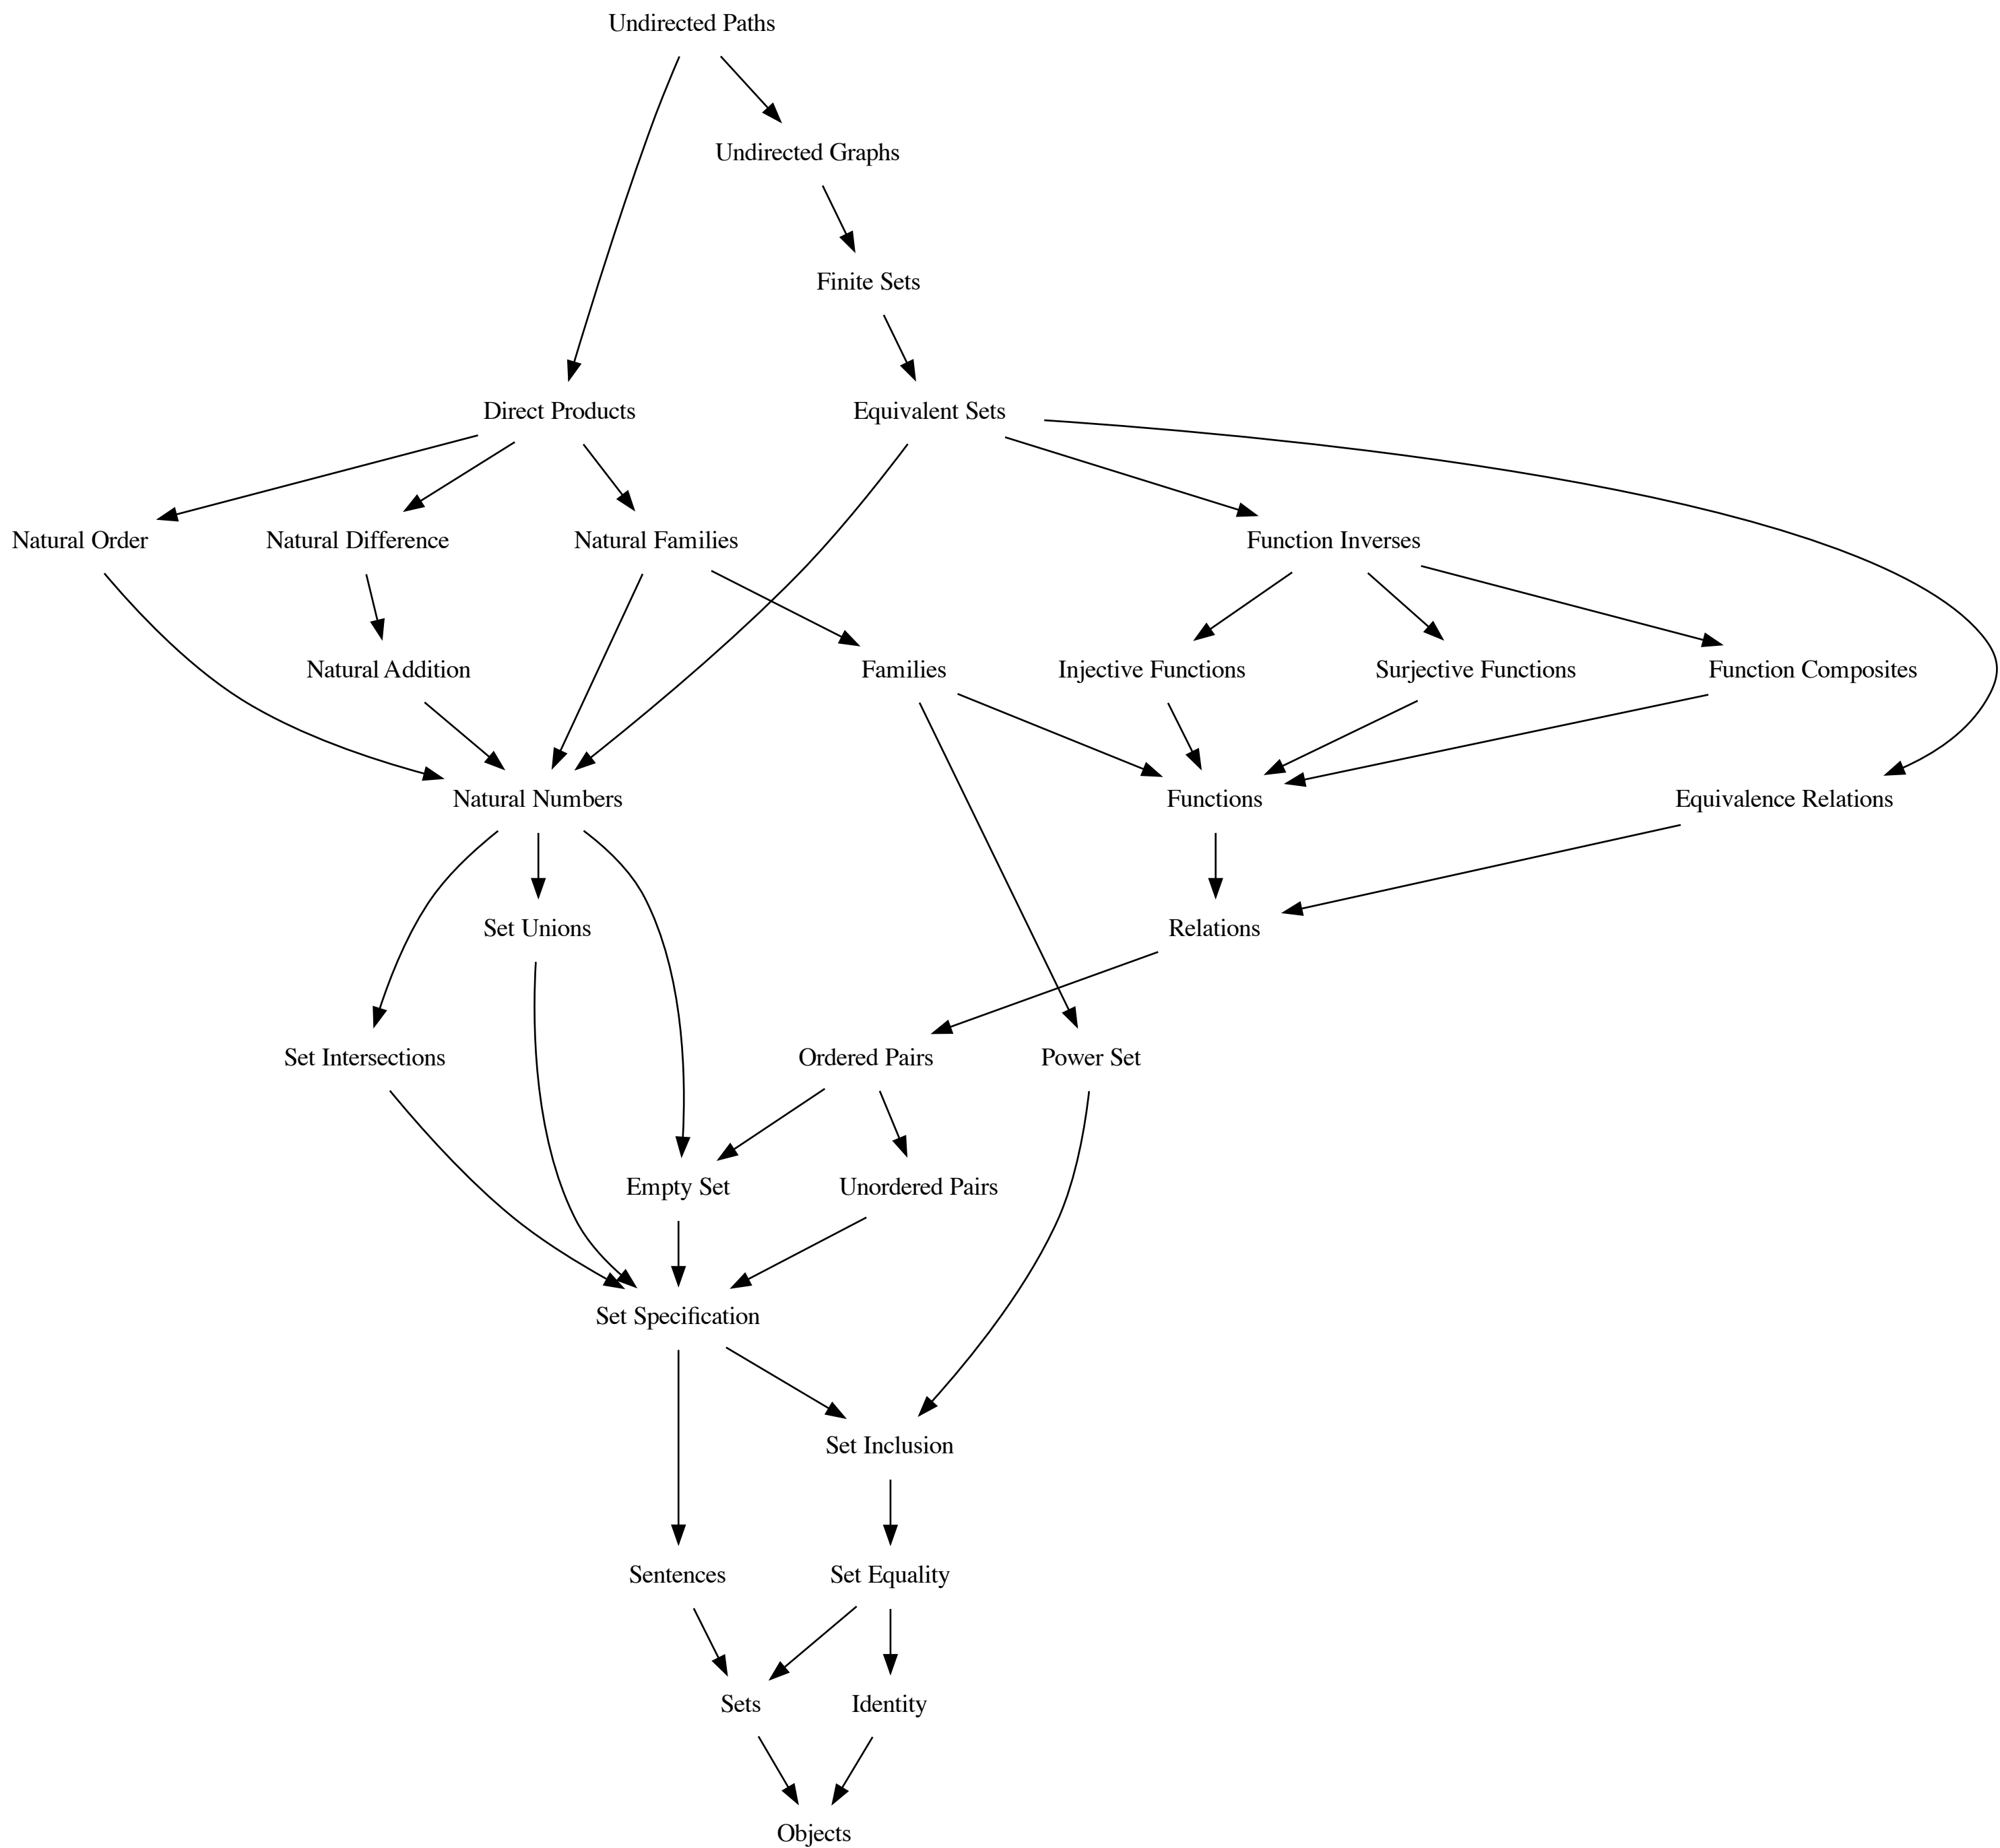 Undirected Paths
Undirected Graphs
Finite Sets
Direct Products
Equivalent Sets
Natural Order
Natural Difference
Natural Families
Function Inverses
Natural Addition
Families
Injective Functions
Surjective Functions
Function Composites
Natural Numbers
Functions
Equivalence Relations
Set Unions
Relations
Set Intersections
Ordered Pairs
Power Set
Empty Set
Unordered Pairs
Set Specification
Set Inclusion
Sentences
Set Equality
Sets
Identity
Objects